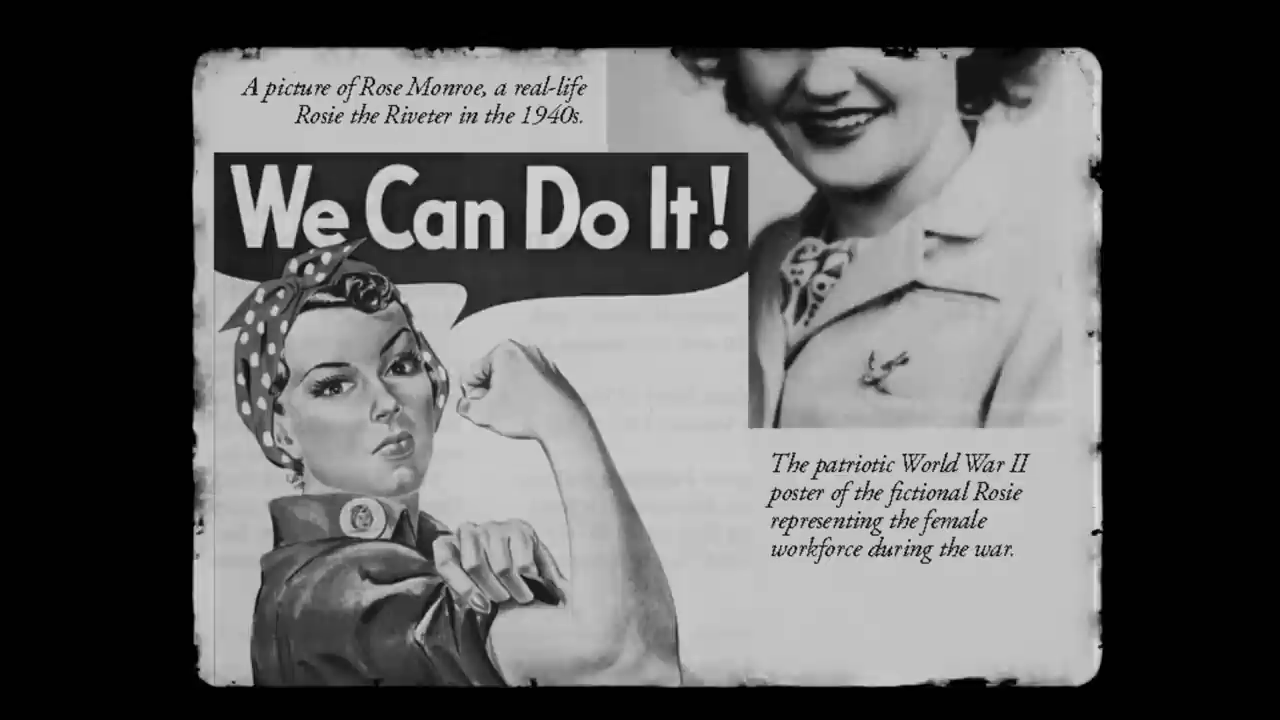 A picture of Rose Monroe, a real-life
Rosie the Riveter in the 1940s.
We Can Do It!
The patriotic World War II
poster of the fictional Rosie
representing the female
workforce during the war.